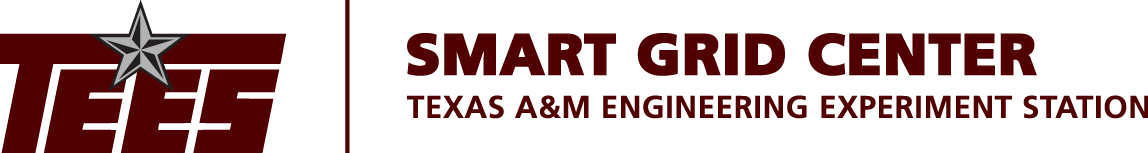 TEES
SMART GRID CENTER
TEXAS A&M ENGINEERING EXPERIMENT STATION